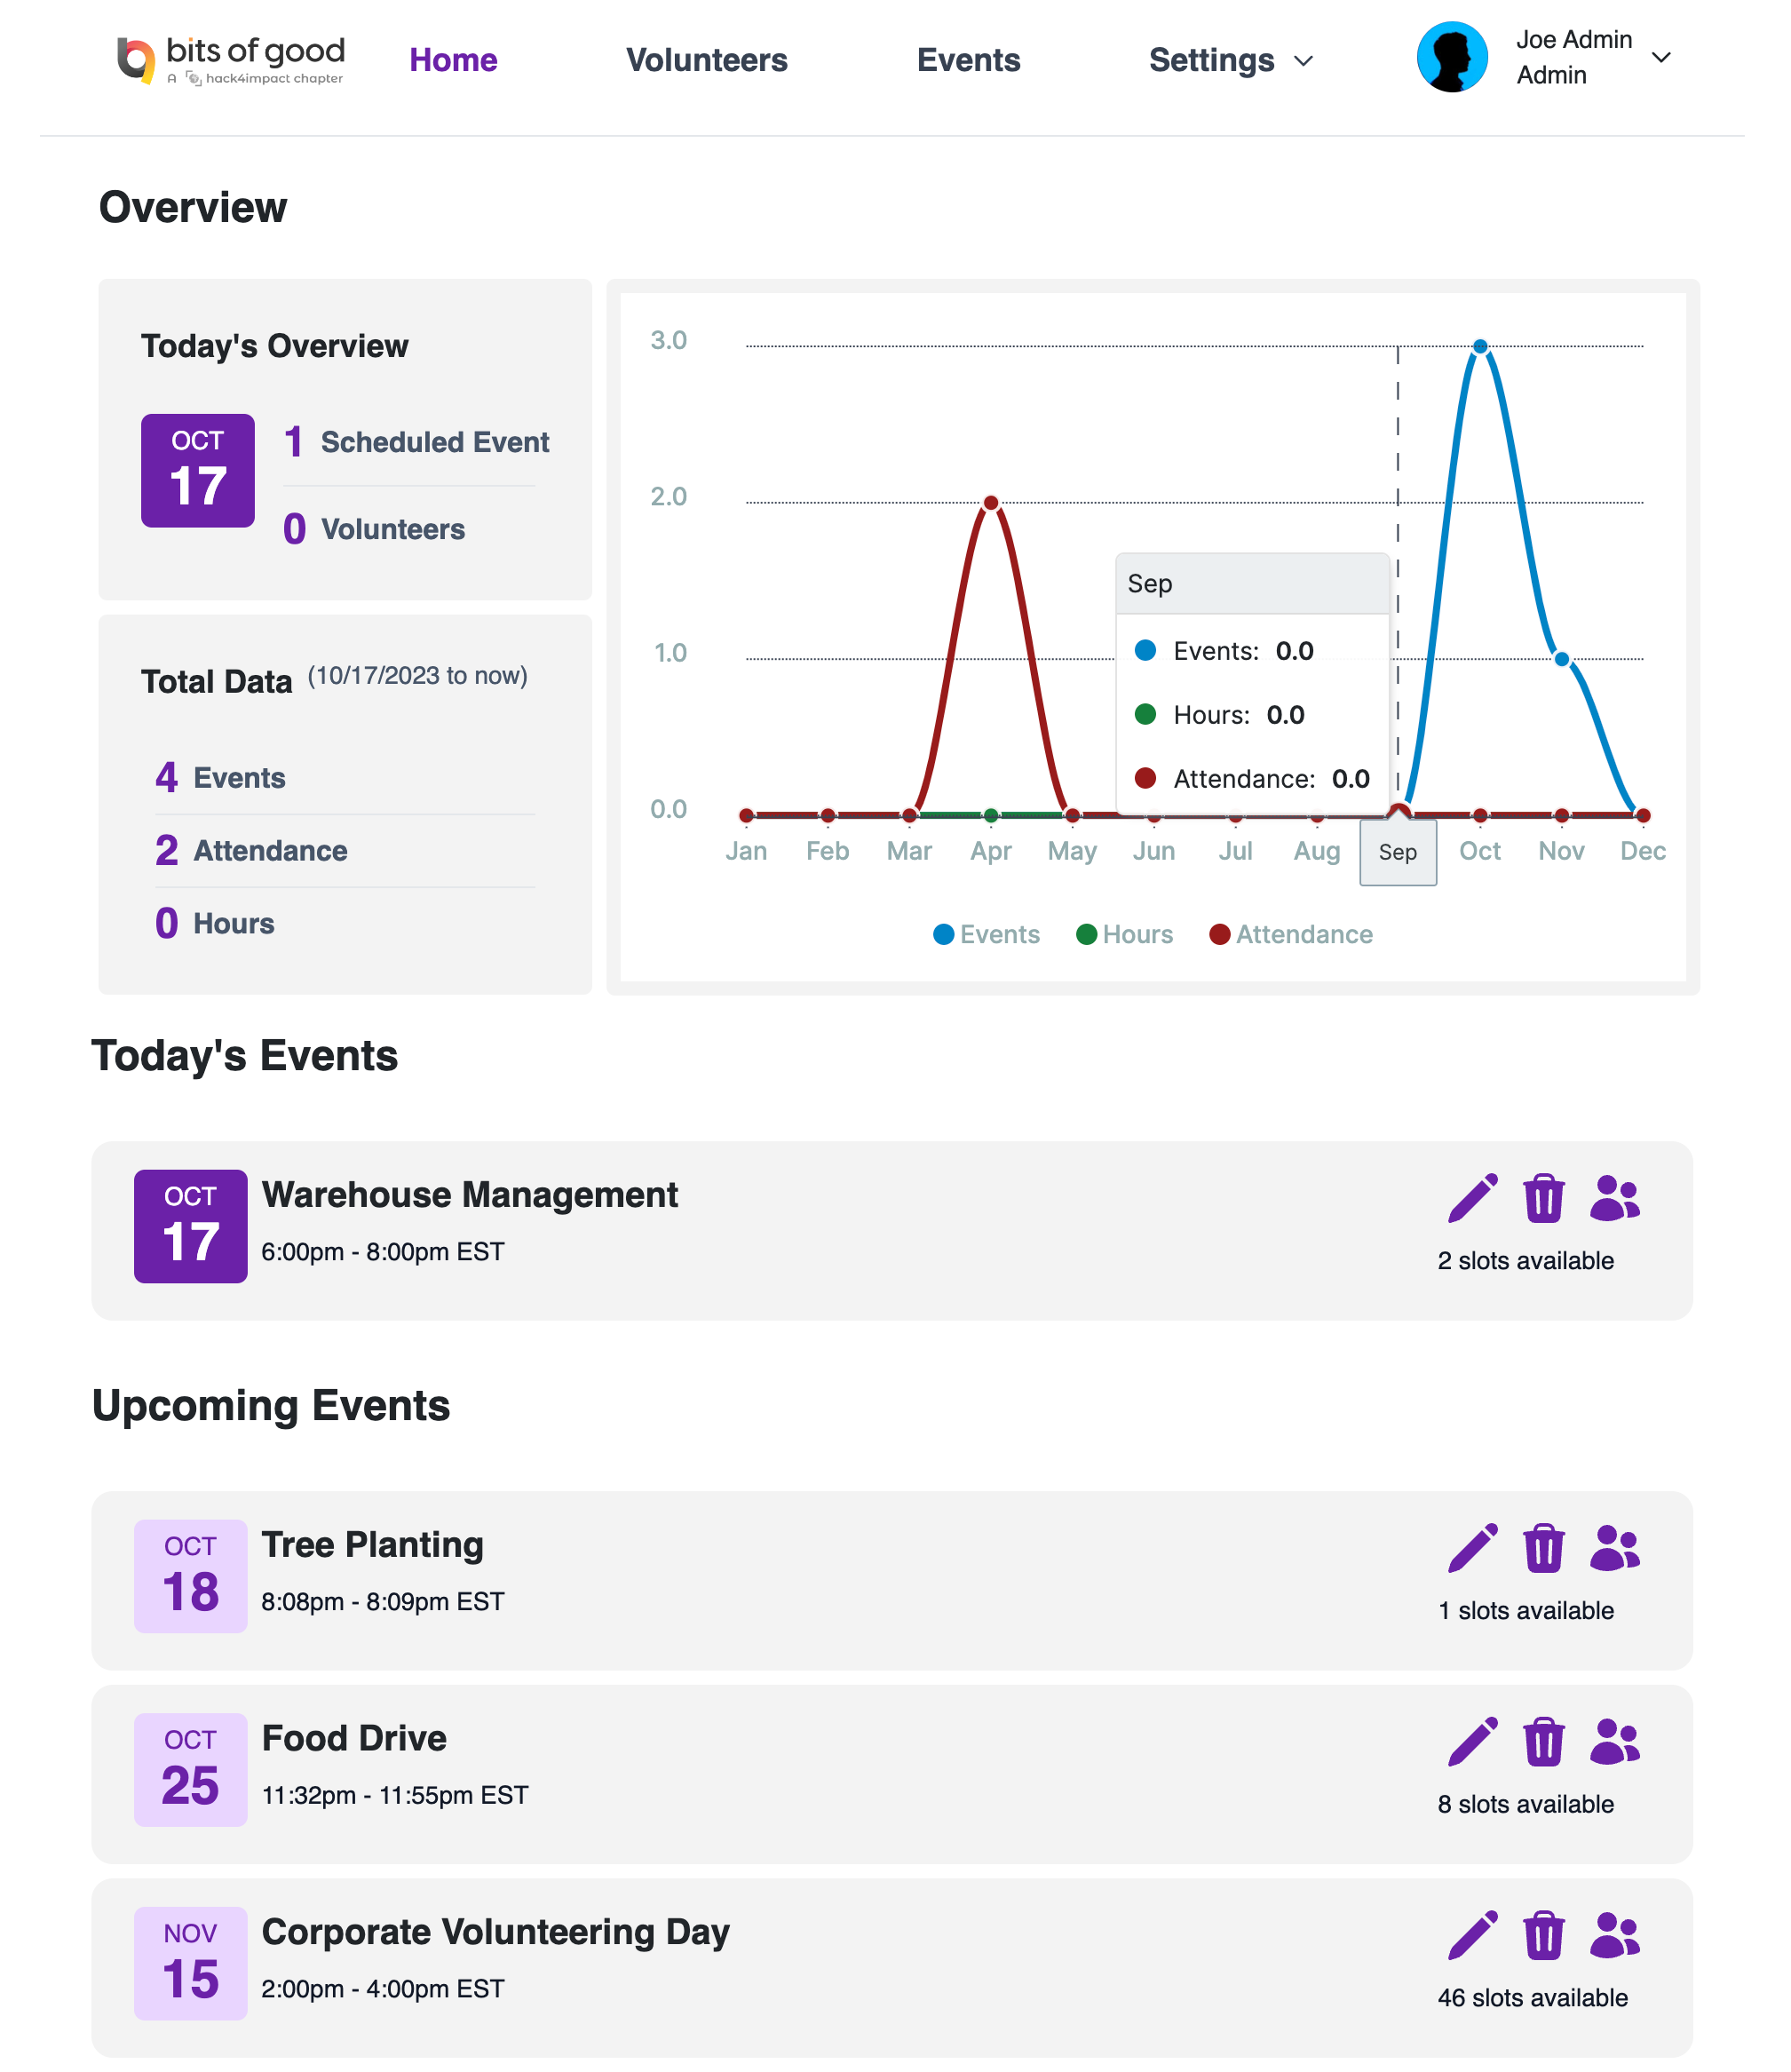 bits of good
A hack4impact chapter
Home
Volunteers
Events
Settings
Joe Admin
Admin
Overview
Today's Overview
OCT
17
1 Scheduled Event
0 Volunteers
Total Data (10/17/2023 to now)
4 Events
2 Attendance
0 Hours
3.0
2.0
1.0
0.0
Sep
Events: 0.0
Hours: 0.0
Attendance: 0.0
Jan Feb Mar Apr May Jun Jul Aug Sep Oct Nov Dec
Events Hours Attendance
Today's Events
OCT
17
Warehouse Management
6:00pm - 8:00pm EST
2 slots available
Upcoming Events
OCT
18
Tree Planting
8:08pm - 8:09pm EST
1 slots available
OCT
25
Food Drive
11:32pm - 11:55pm EST
8 slots available
NOV
15
Corporate Volunteering Day
2:00pm - 4:00pm EST
46 slots available